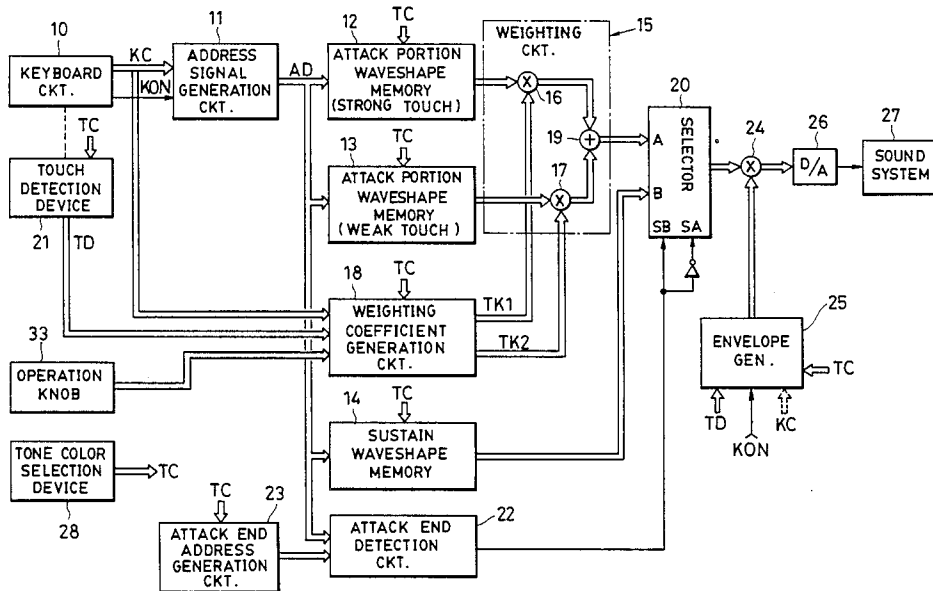 10
KEYBOARD
CKT.
KC
KON
11
ADDRESS
SIGNAL
GENERATION
CKT.
AD
TC
12
ATTACK PORTION
WAVESHAPE
MEMORY
(STRONG TOUCH)
WEIGHTING
CKT.
15
16
19
17
TC
13
ATTACK PORTION
WAVESHAPE
MEMORY
(WEAK TOUCH)
20
SELECTOR
A
B
SB
SA
24
26
D/A
27
SOUND
SYSTEM
TC
TOUCH
DETECTION
DEVICE
21
TD
TC
18
WEIGHTING
COEFFICIENT
GENERATION
CKT.
TK1
TK2
25
ENVELOPE
GEN.
TC
TD
KON
KC
33
OPERATION
KNOB
TC
14
SUSTAIN
WAVESHAPE
MEMORY
TONE COLOR
SELECTION
DEVICE
TC
28
TC
23
ATTACK END
ADDRESS
GENERATION
CKT.
22
ATTACK END
DETECTION
CKT.